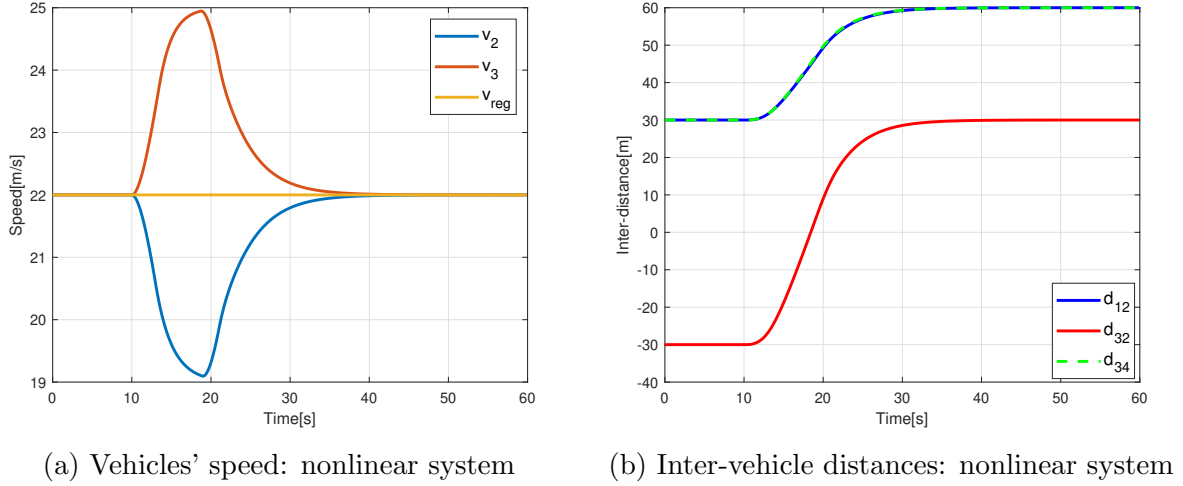 25
24
23
22
21
20
19
0
10
20
30
40
50
60
Speed[m/s]
Time[s]
v2
v3
vreg
(a) Vehicles' speed: nonlinear system
60
50
40
30
20
10
0
-10
-20
-30
-40
0
10
20
30
40
50
60
Inter-distance[m]
Time[s]
d12
d32
d34
(b) Inter-vehicle distances: nonlinear system